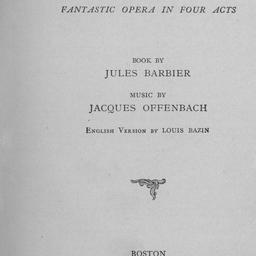 FANTASTIC OPERA IN FOUR ACTS
BOOK BY
JULES BARBIER
MUSIC BY
JACQUES OFFENBACH
ENGLISH VERSION BY LOUIS BAZIN
BOSTON